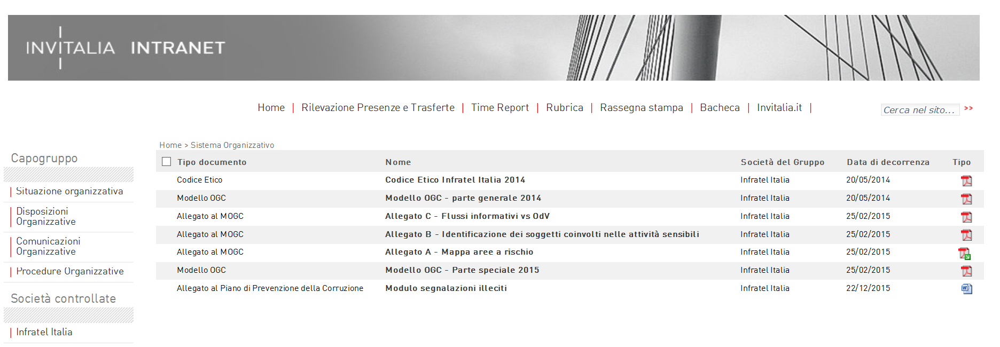 INVITALIA INTRANET
Home | Rilevazione Presenze e Trasferte | Time Report | Rubrica | Rassegna stampa | Bacheca | Invitalia.it |
Cerca nel sito... >>
Home > Sistema Organizzativo
Capogruppo
Situazione organizzativa
Disposizioni
Organizzative
Comunicazioni
Organizzative
Procedure Organizzative
Società controllate
Infratel Italia
Tipo documento Nome Società del Gruppo Data di decorrenza Tipo
Codice Etico Codice Etico Infratel Italia 2014 Infratel Italia 20/05/2014
Modello OGC Modello OGC - parte generale 2014 Infratel Italia 20/05/2014
Allegato al MOGC Allegato C - Flussi informativi vs OdV Infratel Italia 25/02/2015
Allegato al MOGC Allegato B - Identificazione dei soggetti coinvolti nelle attività sensibili Infratel Italia 25/02/2015
Allegato al MOGC Allegato A - Mappa aree a rischio Infratel Italia 25/02/2015
Modello OGC Modello OGC - Parte speciale 2015 Infratel Italia 25/02/2015
Allegato al Piano di Prevenzione della Corruzione Modulo segnalazioni illeciti Infratel Italia 22/12/2015